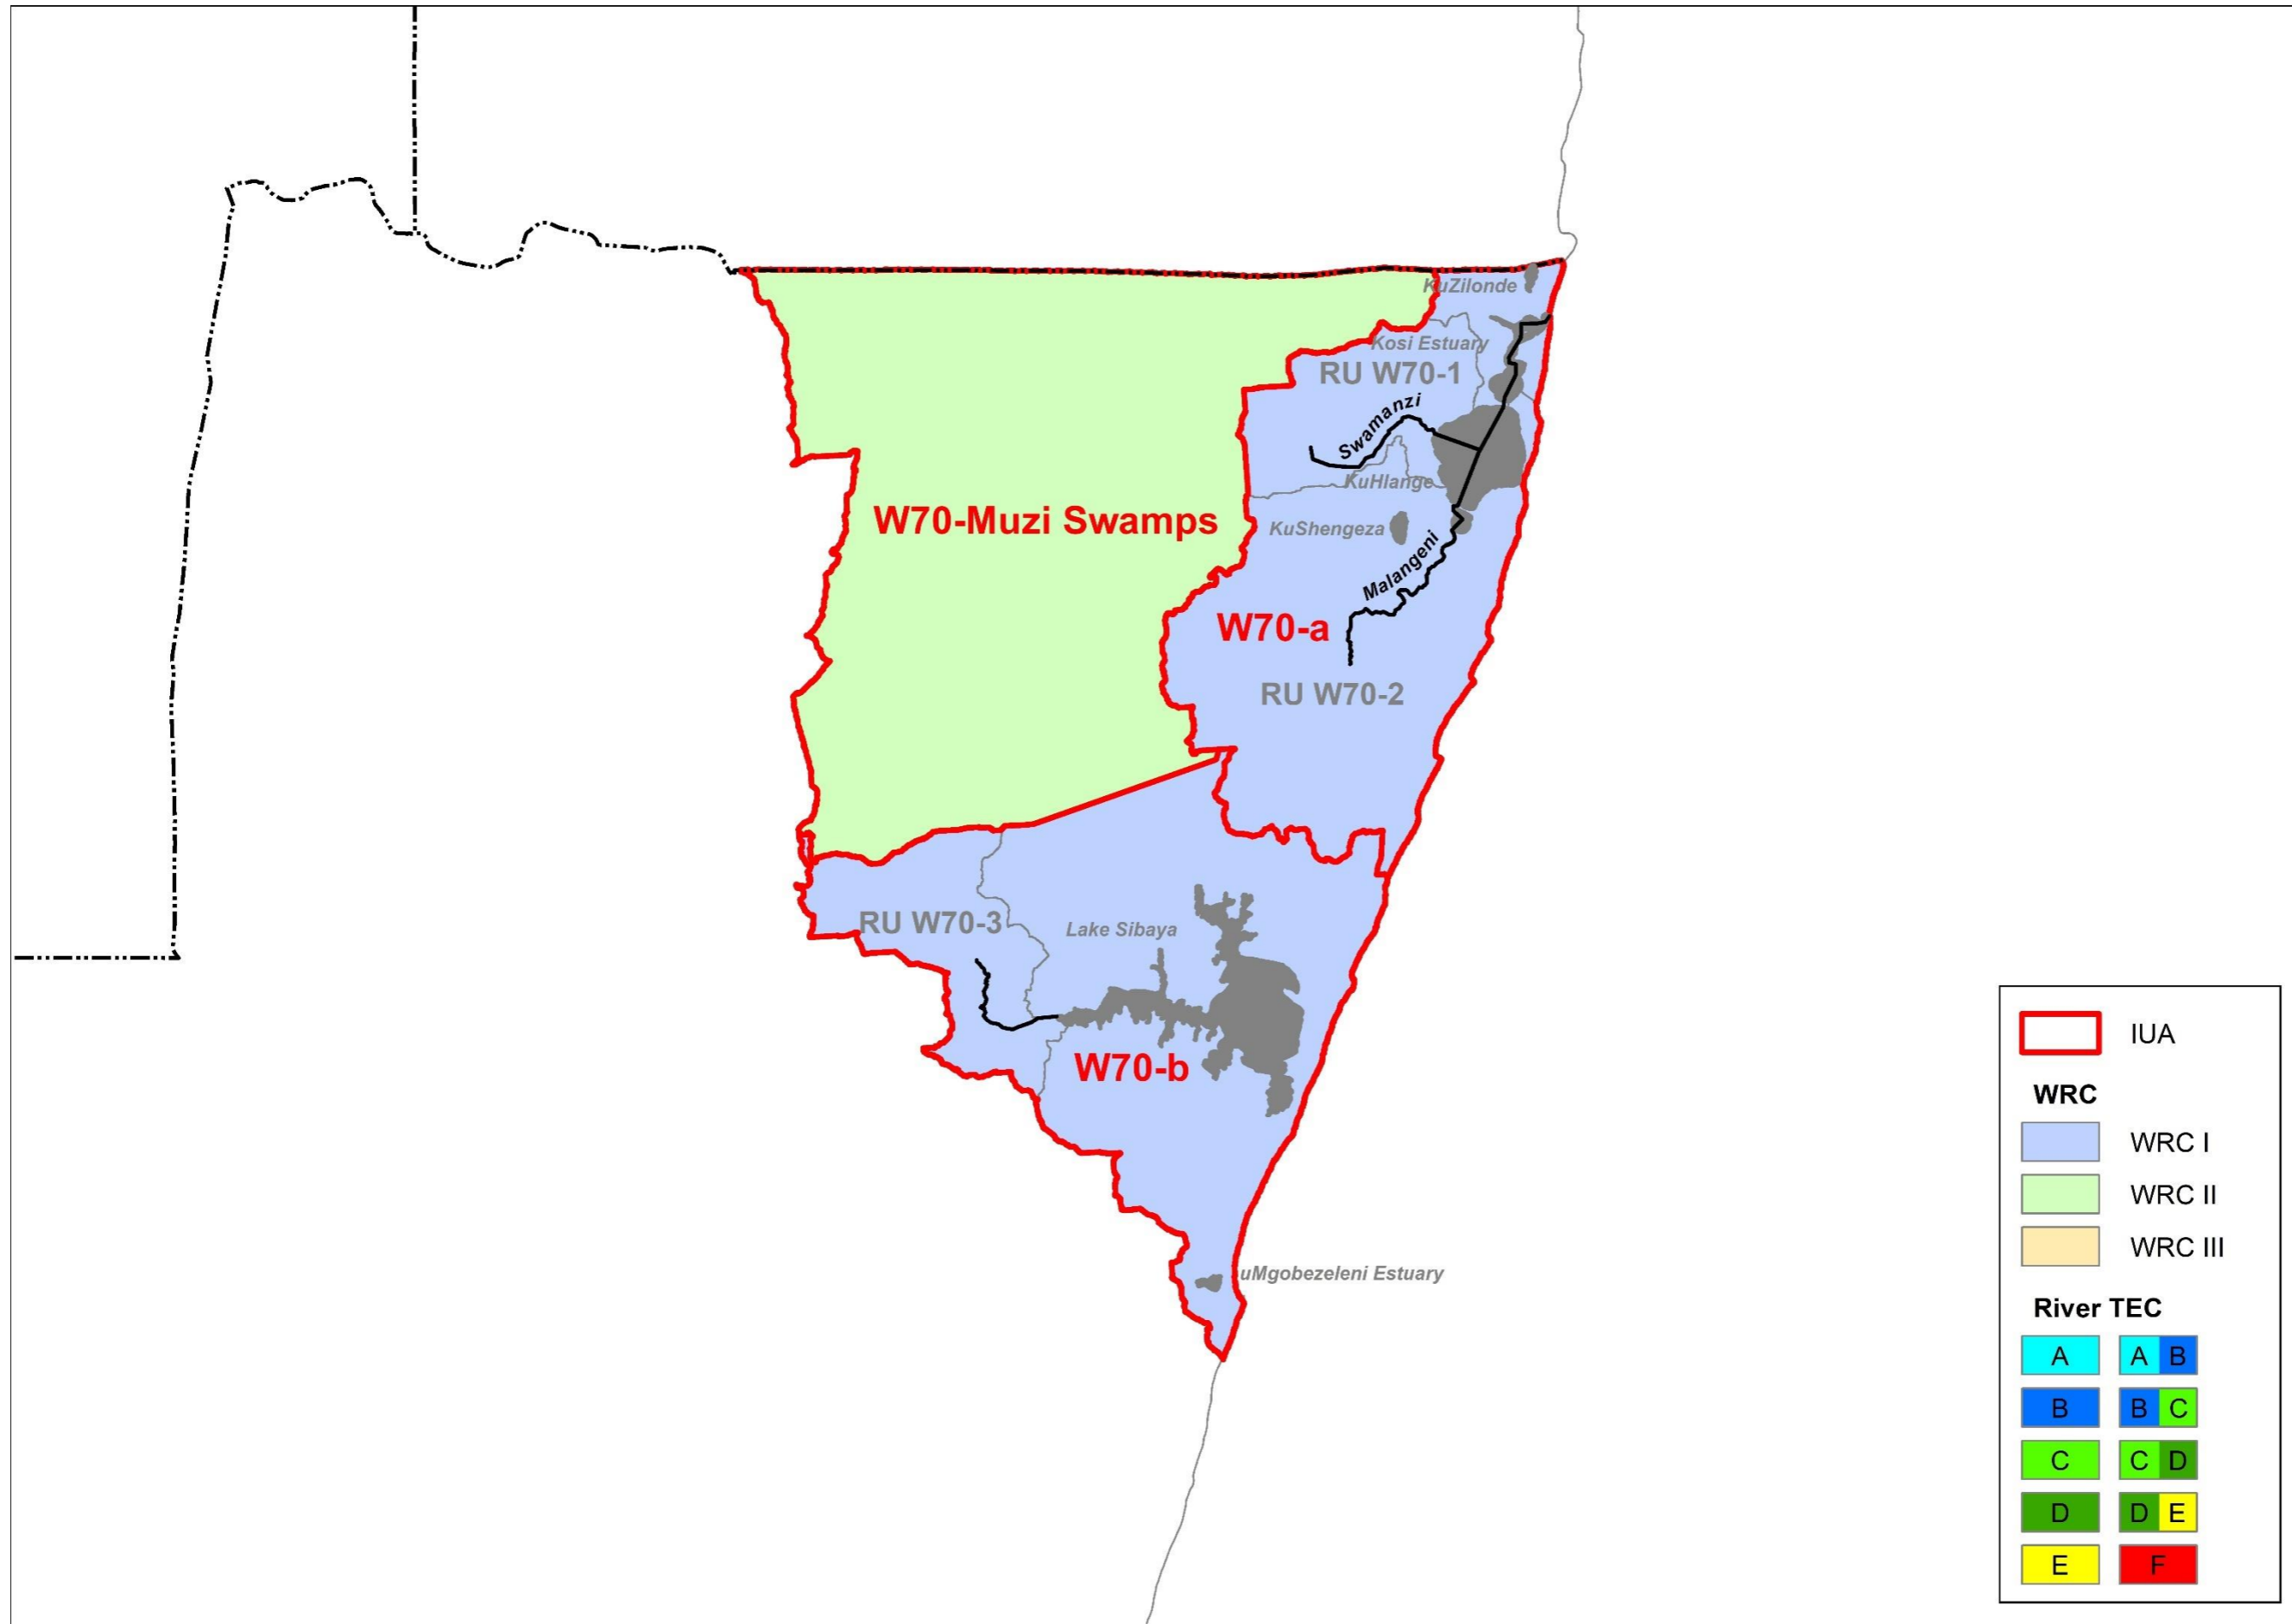 KuZilonde
Kosi Estuary
RU W70-1
Swamanzi
KuHlange
W70-Muzi Swamps
KuShengeza
Malangeni
W70-a
RU W70-2
RU W70-3
Lake Sibaya
W70-b
uMgobezeleni Estuary
IUA
WRC
WRC I
WRC II
WRC III
River TEC
A A B
B B C
C C D
D D E
E F